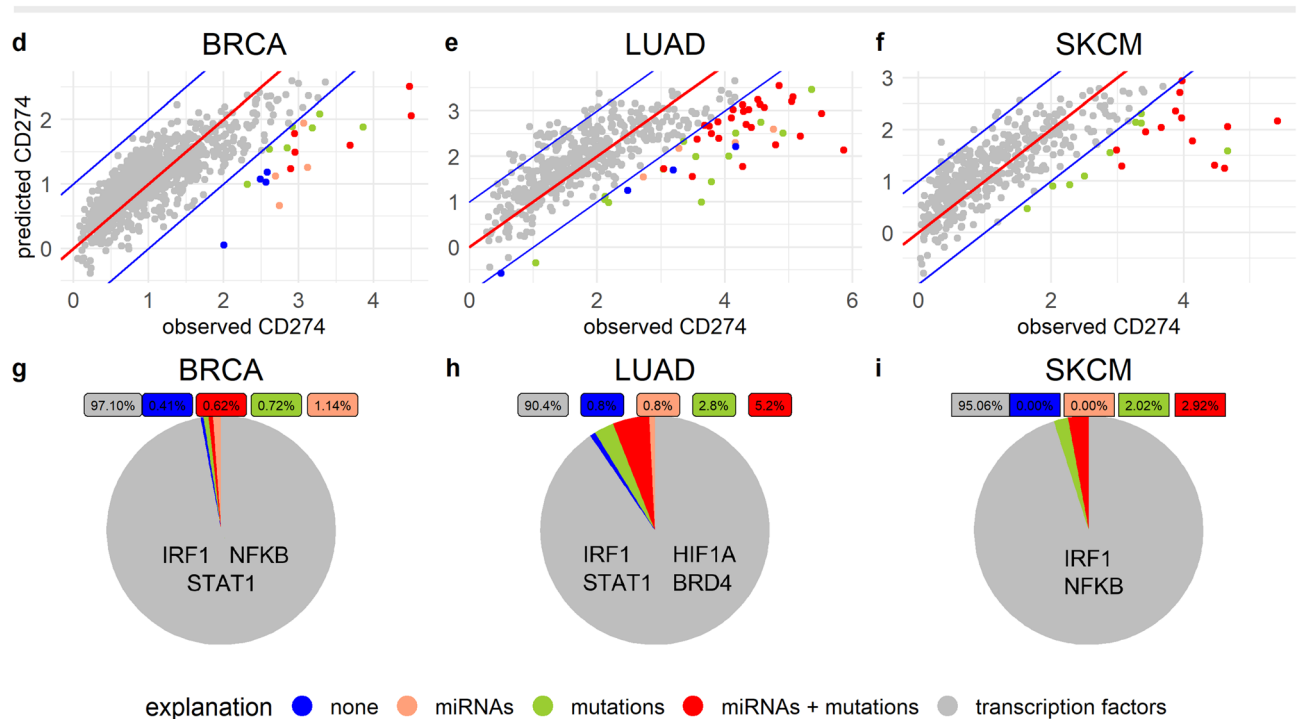 d BRCA e LUAD f SKCM
predicted CD274
2
1
0
0 1 2 3 4
observed CD274
3
2
1
0
0 2 4 6
observed CD274
3
2
1
0
0 2 4
observed CD274
g BRCA h LUAD i SKCM
97.10% 0.41% 0.62% 0.72% 1.14%
90.4% 0.8% 0.8% 2.8% 5.2%
95.06% 0.00% 0.00% 2.02% 2.92%
IRF1 NFKB
STAT1
IRF1 HIF1A
STAT1 BRD4
IRF1
NFKB
explanation none miRNAs mutations miRNAs + mutations transcription factors